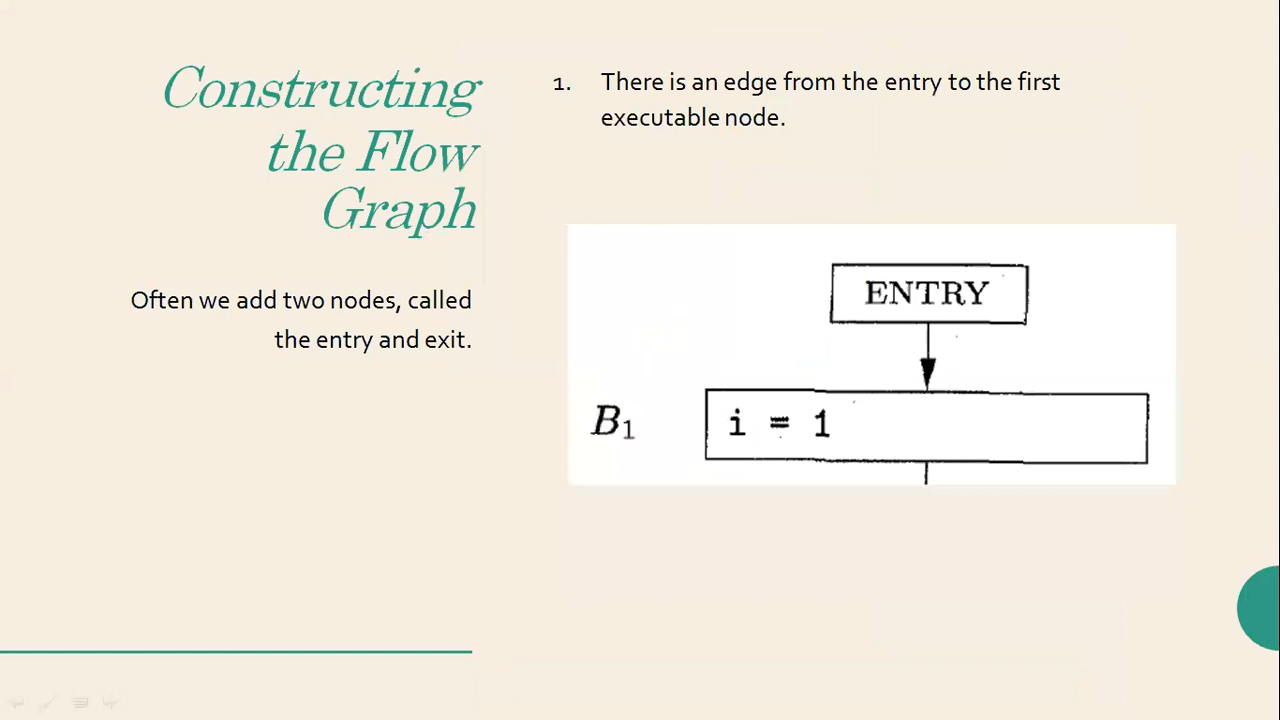 Constructing
the Flow
Graph
Often we add two nodes, called
the entry and exit.
1. There is an edge from the entry to the first
executable node.
ENTRY
B₁
i = 1